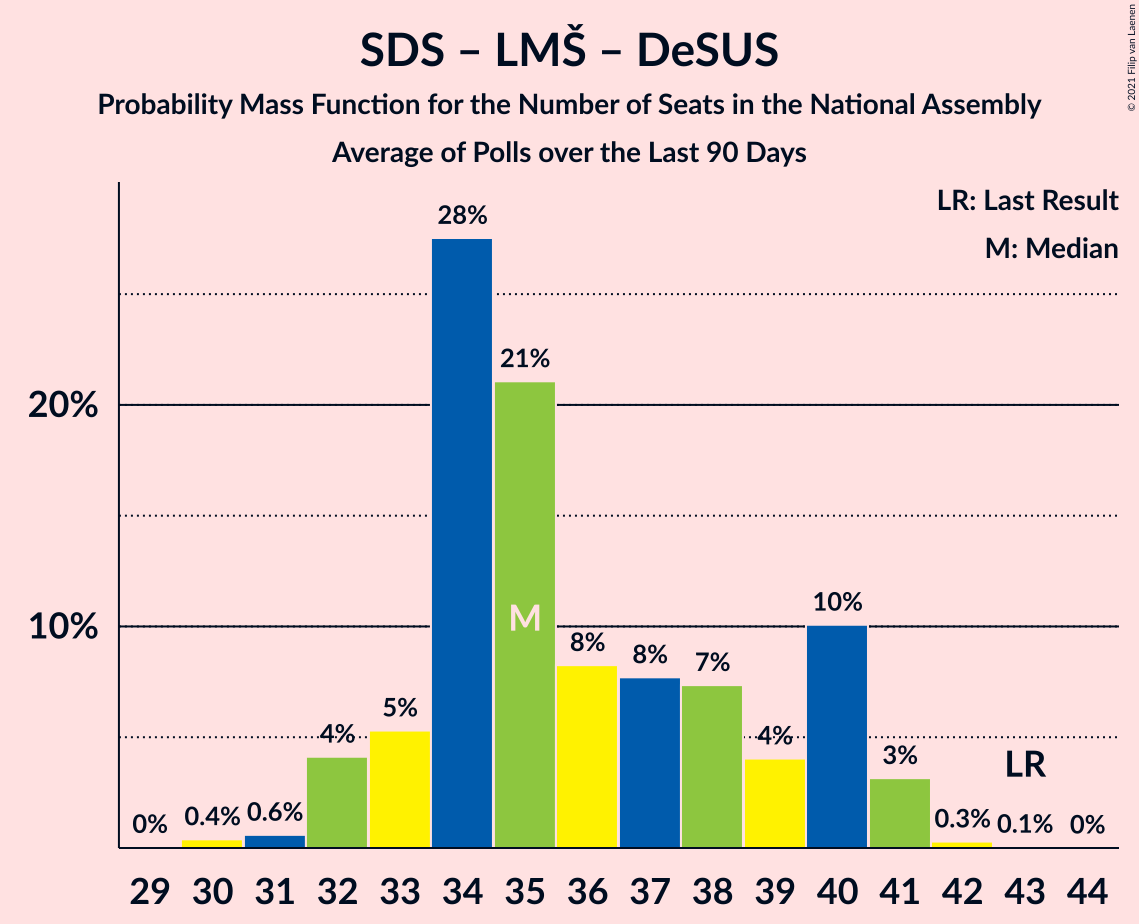 SDS – LMŠ – DeSUS
Probability Mass Function for the Number of Seats in the National Assembly
Average of Polls over the Last 90 Days
© 2021 Filip van Laenen
LR: Last Result
M: Median
28%
21%
20%
10%
M
10%
8%
8%
7%
5%
4%
4%
3%
LR
0%
0.4%
0.6%
0.3%
0.1%
0%
29 30 31 32 33 34 35 36 37 38 39 40 41 42 43 44